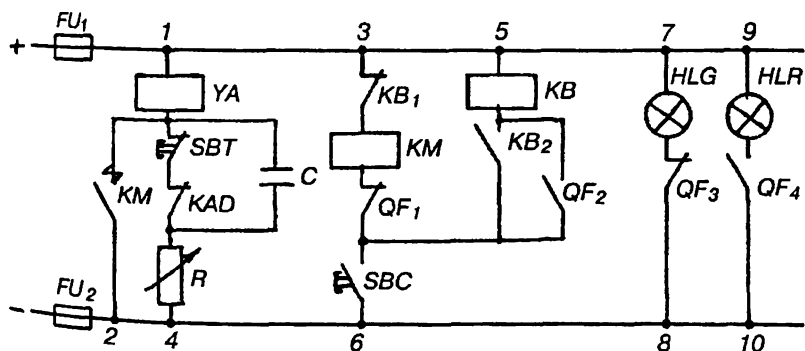 FU1
1
3
5
7
9
+
YA
KB1
KB
HLG
HLR
SBT
KM
KB2
KM
KAD
C
QF1
QF2
QF3
QF4
R
SBC
FU2
–
2
4
6
8
10